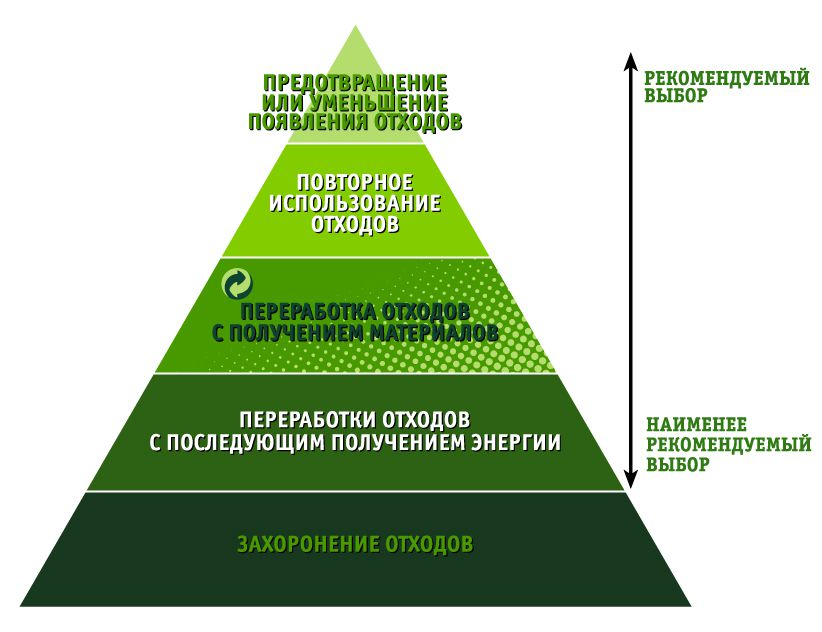 ПРЕДОТВРАЩЕНИЕ
ИЛИ УМЕНЬШЕНИЕ
ПОЯВЛЕНИЯ ОТХОДОВ
ПОВТОРНОЕ
ИСПОЛЬЗОВАНИЕ
ОТХОДОВ
ПЕРЕРАБОТКА ОТХОДОВ
С ПОЛУЧЕНИЕМ МАТЕРИАЛОВ
ПЕРЕРАБОТКИ ОТХОДОВ
С ПОСЛЕДУЮЩИМ ПОЛУЧЕНИЕМ ЭНЕРГИИ
ЗАХОРОНЕНИЕ ОТХОДОВ
РЕКОМЕНДУЕМЫЙ
ВЫБОР
НАИМЕНЕЕ
РЕКОМЕНДУЕМЫЙ
ВЫБОР